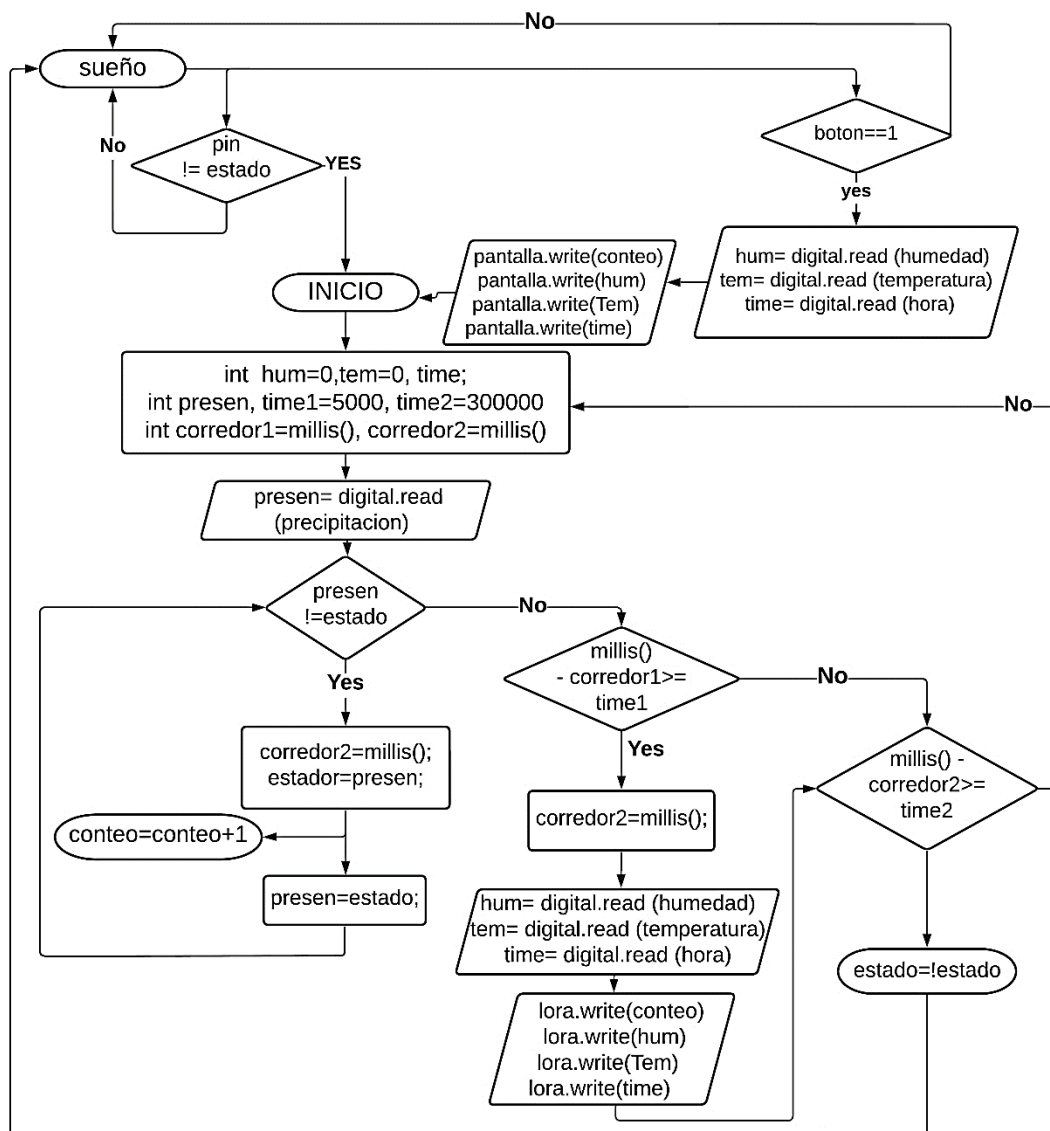 No
sueño
boton==1
No
pin
!= estado
YES
yes
hum= digital.read (humedad)
tem= digital.read (temperatura)
time= digital.read (hora)
pantalla.write(conteo)
pantalla.write(hum)
pantalla.write(Tem)
pantalla.write(time)
INICIO
int hum=0,tem=0, time;
int presen, time1=5000, time2=300000
int corredor1=millis(), corredor2=millis()
No
presen= digital.read
(precipitacion)
presen
!=estado
No
Yes
millis()
- corredor1>=
time1
No
Yes
corredor2=millis();
estador=presen;
conteo=conteo+1
presen=estado;
corredor2=millis();
millis() -
corredor2>=
time2
hum= digital.read (humedad)
tem= digital.read (temperatura)
time= digital.read (hora)
estado=!estado
lora.write(conteo)
lora.write(hum)
lora.write(Tem)
lora.write(time)